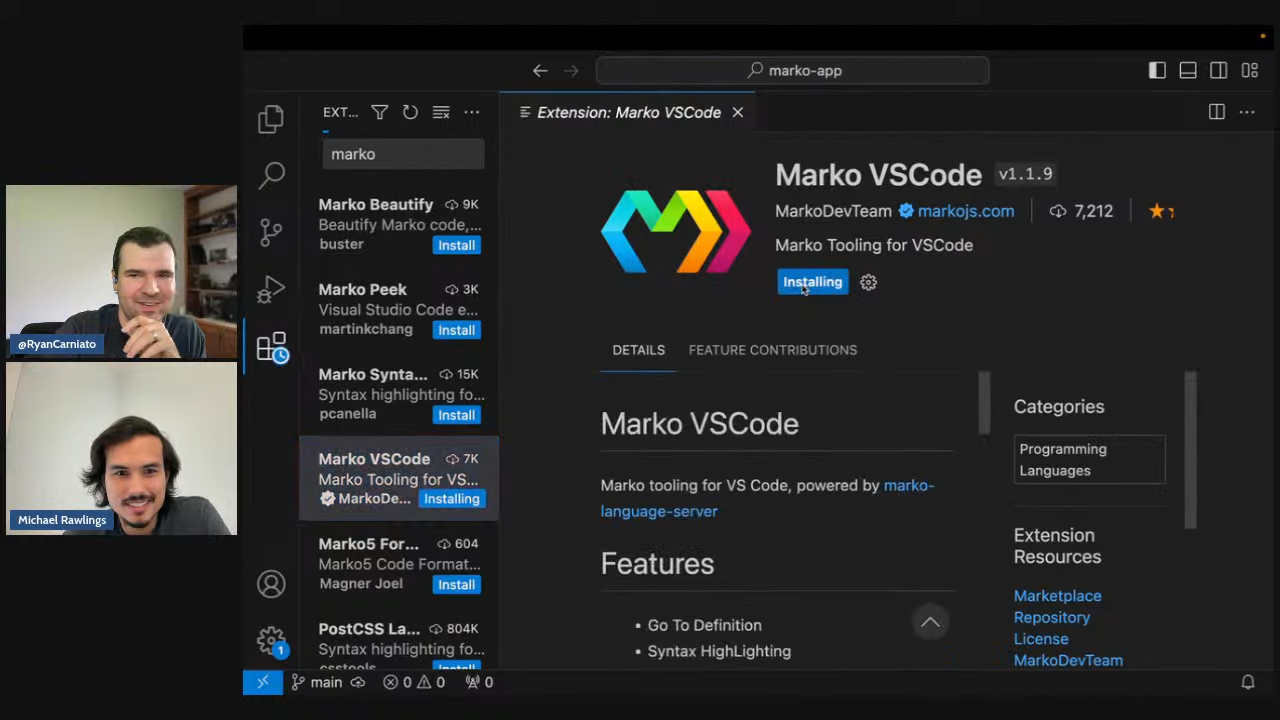 marko-app
EXT...
Extension: Marko VSCode
marko
Marko Beautify 9K
Beautify Marko code,...
buster Install
Marko Peek 3K
Visual Studio Code e...
martinkchang Install
Marko Synta... 15K
Syntax highlighting fo...
pcanella Install
Marko VSCode 7K
Marko Tooling for VS...
MarkoDe... Installing
Marko5 For... 604
Marko5 Code Format...
Magner Joel Install
PostCSS La... 804K
Syntax highlighting fo...
csstools Install
Marko VSCode v1.1.9
MarkoDevTeam markojs.com 7,212
Marko Tooling for VSCode
Installing
DETAILS FEATURE CONTRIBUTIONS
Marko VSCode
Marko tooling for VS Code, powered by marko-
language-server
Features
• Go To Definition
• Syntax HighLighting
Categories
Programming
Languages
Extension
Resources
Marketplace
Repository
License
MarkoDevTeam
@RyanCarniato
Michael Rawlings
1
main 0 0 0